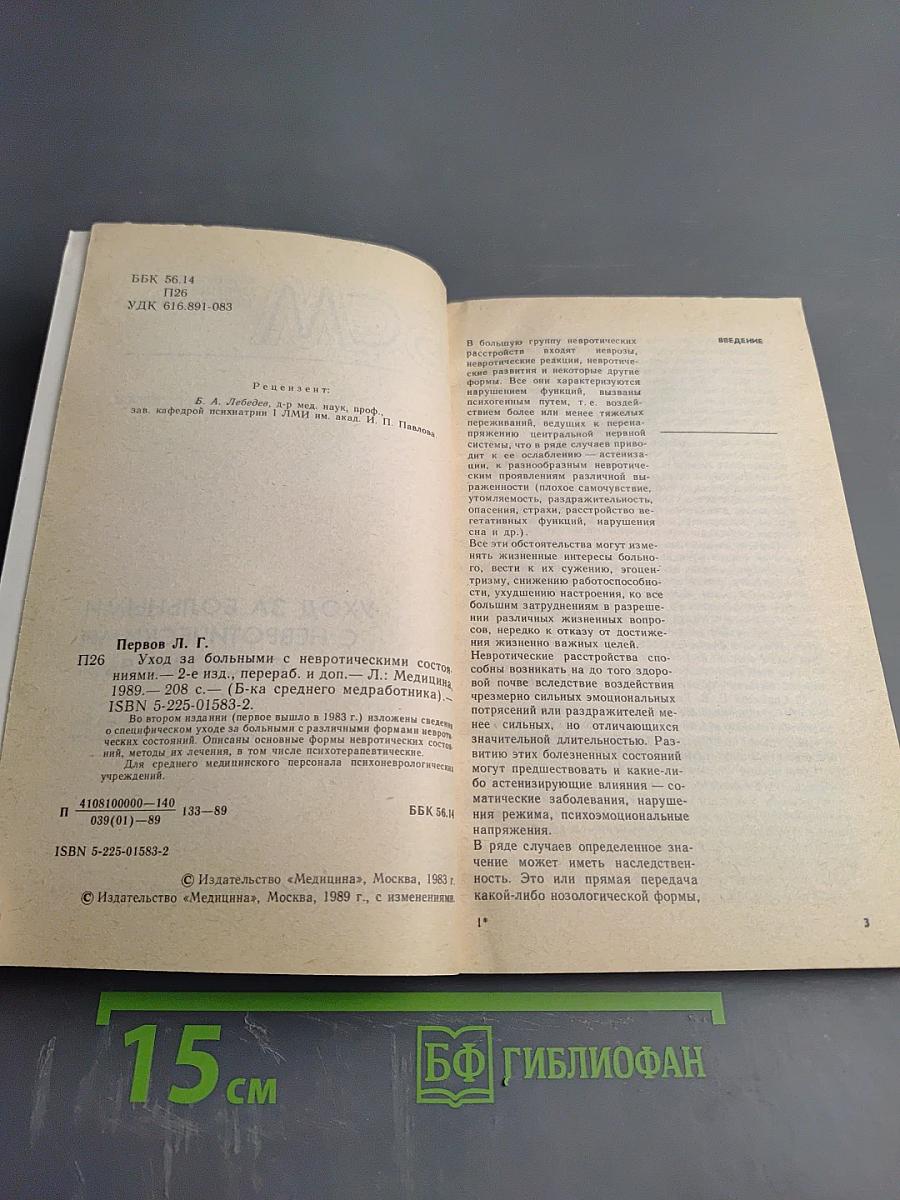 ББК 56.14
П26
УДК 616.891-083
Рецензент:
Б. А. Лебедев, д-р мед. наук, проф.,
зав. кафедрой психиатрии I ЛМИ им. акад. И. П. Павлова
Первов Л. Г.
П26 Уход за больными с невротическими состоя-
ниями.— 2-е изд., перераб. и доп.— Л.: Медицина,
1989.— 208 с.— (Б-ка среднего медработника).—
ISBN 5-225-01583-2.
Во втором издании (первое вышло в 1983 г.) изложены сведения
о специфическом уходе за больными с различными формами невроти-
ческих состояний. Описаны основные формы невротических состоя-
ний, методы их лечения, в том числе психотерапевтические.
Для среднего медицинского персонала психоневрологических
учреждений.
П 4108100000—140 133—89 ББК 56.14
039(01)—89
ISBN 5-225-01583-2
© Издательство «Медицина», Москва, 1983 г.
© Издательство «Медицина», Москва, 1989 г., с изменениями
ВВЕДЕНИЕ
В большую группу невротических
расстройств входят неврозы,
невротические реакции, невротиче-
ские развития и некоторые другие
формы. Все они характеризуются
нарушением функций, вызваны
психогенным путем, т. е. воздей-
ствием более или менее тяжелых
переживаний, ведущих к перена-
пряжению центральной нервной
системы, что в ряде случаев приво-
дит к ее ослаблению — астениза-
ции, к разнообразным невротиче-
ским проявлениям различной вы-
раженности (плохое самочувствие,
утомляемость, раздражительность,
опасения, страхи, расстройство ве-
гетативных функций, нарушения
сна и др.).
Все эти обстоятельства могут изме-
нять жизненные интересы больно-
го, вести к их сужению, эгоцен-
тризму, снижению работоспособно-
сти, ухудшению настроения, ко все
большим затруднениям в разреше-
нии различных жизненных вопро-
сов, нередко к отказу от достиже-
ния жизненно важных целей.
Невротические расстройства спо-
собны возникать на до того здоро-
вой почве вследствие воздействия
чрезмерно сильных эмоциональных
потрясений или раздражителей ме-
нее сильных, но отличающихся
значительной длительностью. Раз-
витию этих болезненных состояний
могут предшествовать и какие-ли-
бо астенизирующие влияния — со-
матические заболевания, наруше-
ния режима, психоэмоциональные
напряжения.
В ряде случаев определенное зна-
чение может иметь наследствен-
ность. Это или прямая передача
какой-либо нозологической формы,
1*
3
15 см
БФ ГИБЛИОФАН